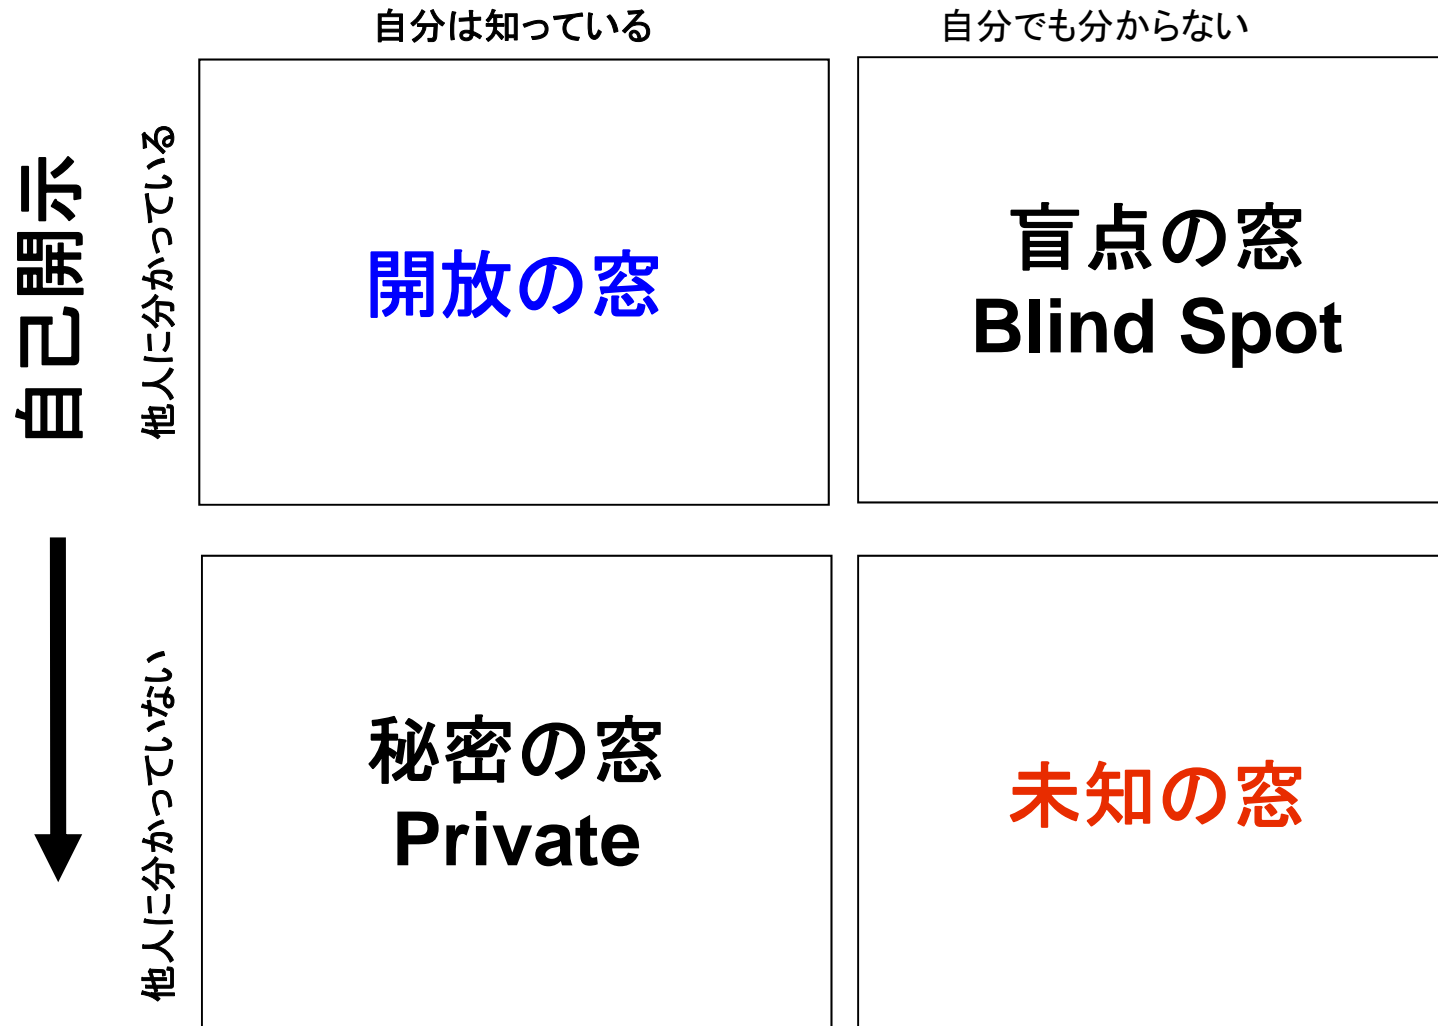 自分は知っている
自分でも分からない
自己開示
他人に分かっている
開放の窓
盲点の窓
Blind Spot
他人に分かっていない
秘密の窓
Private
未知の窓